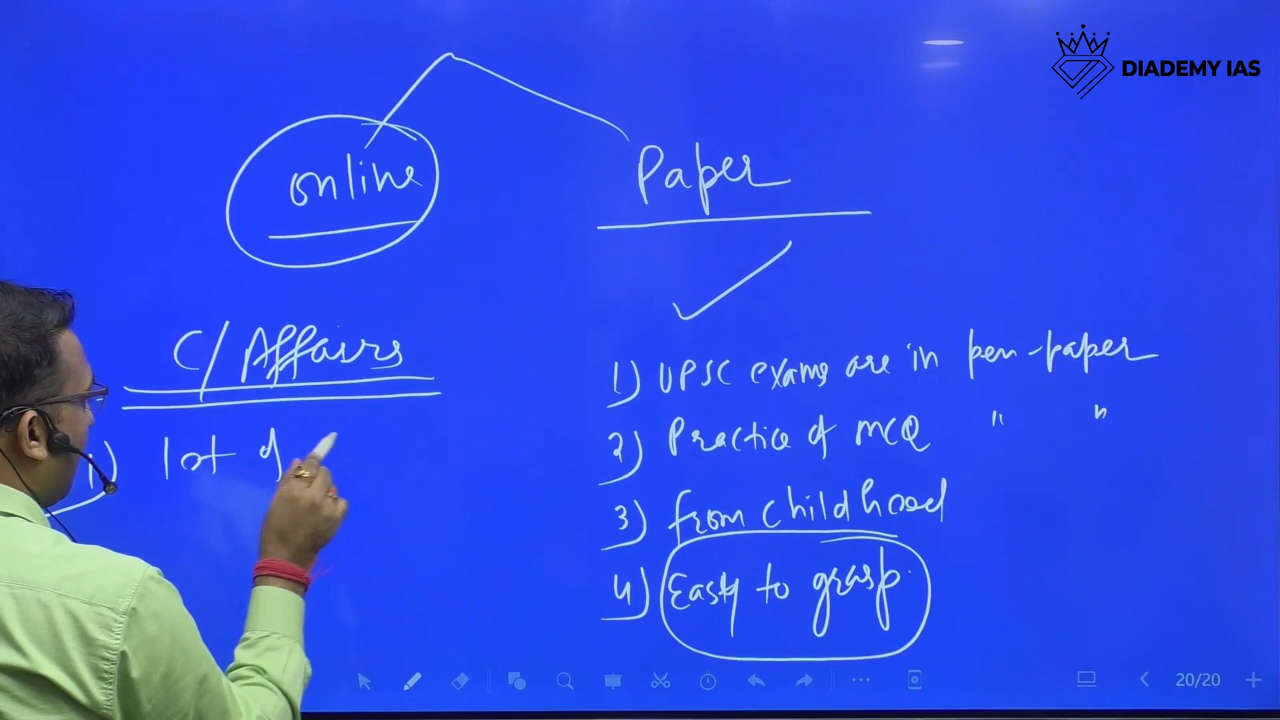 DIADEMY IAS
online
Paper
C/Affairs
1) lot of
1) UPSC exams are in pen-paper
2) Practice of MCQ " "
3) from childhood
4) Easy to grasp.
20/20